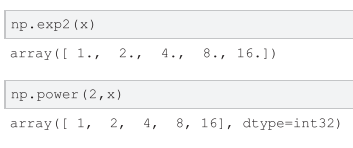 np.exp2(x)
array([ 1.,  2.,  4.,  8., 16.])
np.power(2,x)
array([ 1,  2,  4,  8, 16], dtype=int32)